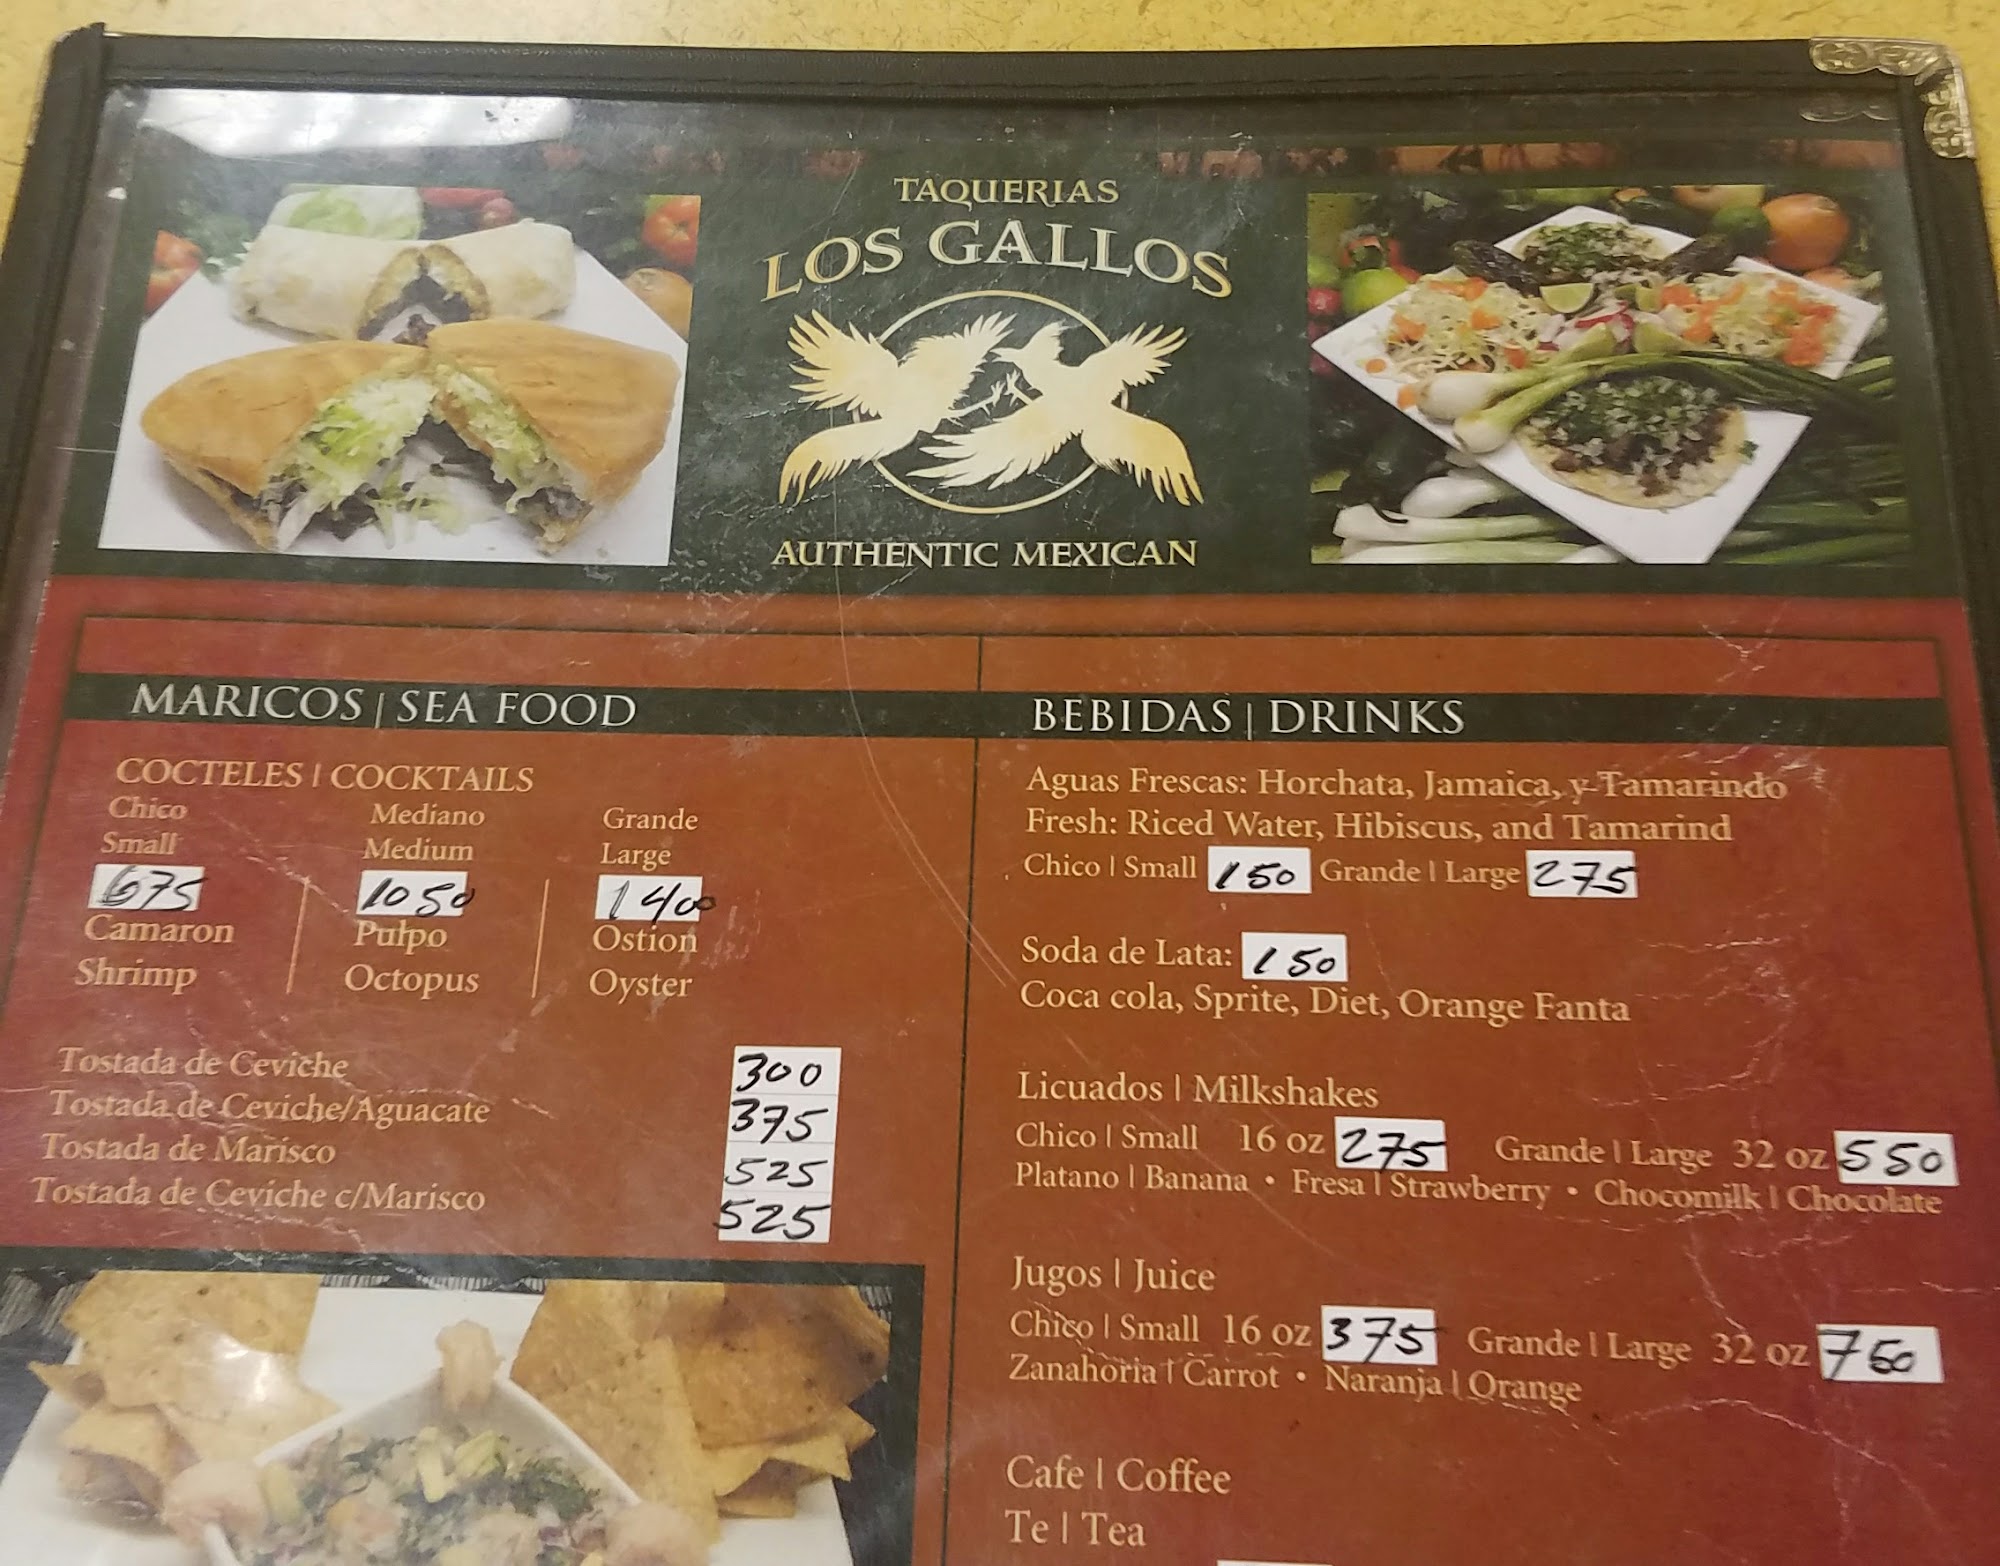 TAQUERIAS
LOS GALLOS
AUTHENTIC MEXICAN
MARICOS | SEA FOOD
COCTELES | COCKTAILS
Chico Mediano Grande
Small Medium Large
675 1050 1400
Camaron Pulpo Ostion
Shrimp Octopus Oyster
Tostada de Ceviche 300
Tostada de Ceviche/Aguacate 375
Tostada de Marisco 525
Tostada de Ceviche c/Marisco 525
BEBIDAS | DRINKS
Aguas Frescas: Horchata, Jamaica, y Tamarindo
Fresh: Riced Water, Hibiscus, and Tamarind
Chico | Small 150 Grande | Large 275
Soda de Lata: 150
Coca cola, Sprite, Diet, Orange Fanta
Licuados | Milkshakes
Chico | Small 16 oz 275 Grande | Large 32 oz 550
Platano | Banana • Fresa | Strawberry • Chocomilk | Chocolate
Jugos | Juice
Chico | Small 16 oz 375 Grande | Large 32 oz 750
Zanahoria | Carrot • Naranja | Orange
Cafe | Coffee
Te | Tea